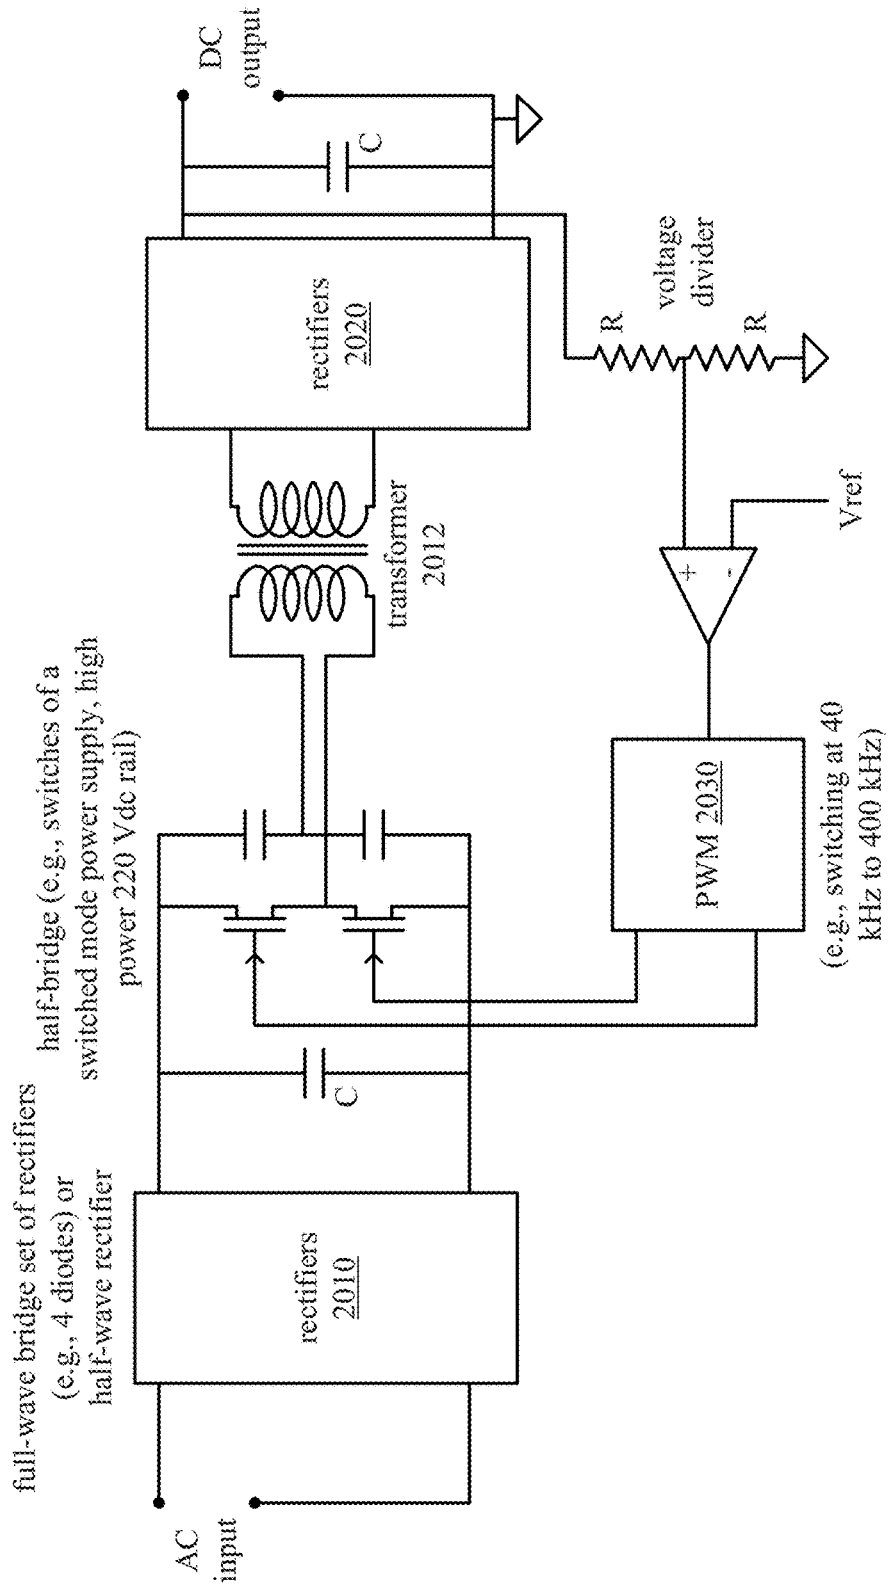 full-wave bridge set of rectifiers
(e.g., 4 diodes) or
half-wave rectifier
half-bridge (e.g., switches of a
switched mode power supply, high
power 220 Vdc rail)
AC
input
rectifiers
2010
C
transformer
2012
rectifiers
2020
C
DC
output
PWM 2030
(e.g., switching at 40
kHz to 400 kHz)
+
-
Vref
R
R
voltage
divider